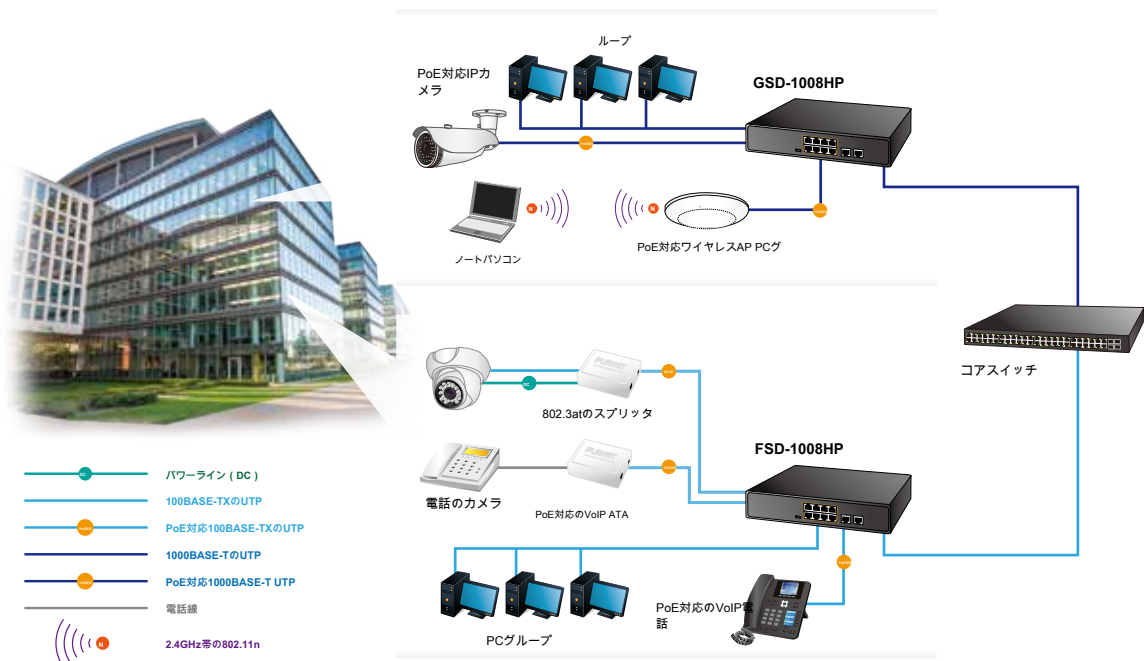 ループ
PoE対応IPカ
メラ
GSD-1008HP
N
N
ノートパソコン
PoE対応ワイヤレスAP PCグ
コアスイッチ
DC
PLANET
802.3atのスプリッタ
FSD-1008HP
PLANET
電話のカメラ
PoE対応のVoIP ATA
PoE対応のVoIP電
話
PCグループ
DC
パワーライン ( DC )
100BASE-TXのUTP
PoE対応100BASE-TXのUTP
1000BASE-TのUTP
PoE対応1000BASE-T UTP
電話線
N
2.4GHz帯の802.11n